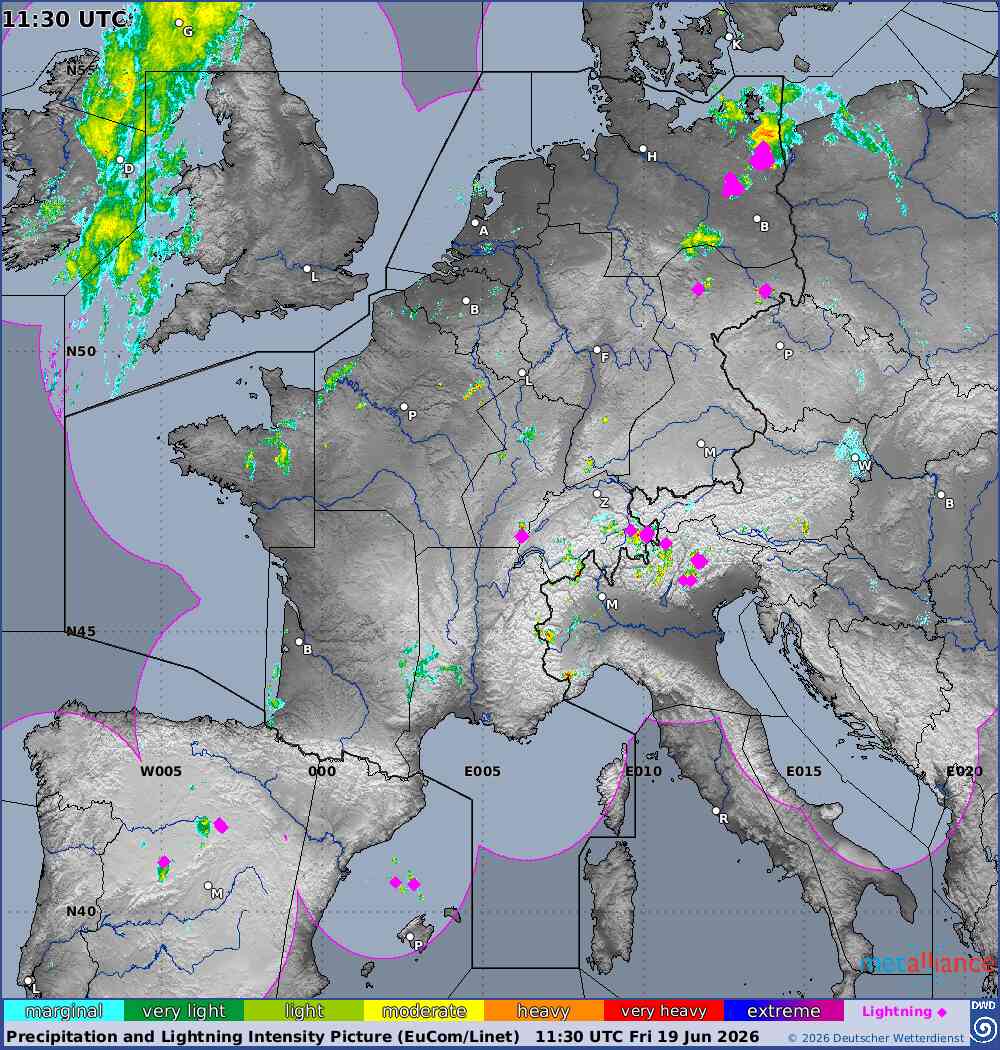 11:30 UTC
G
K
N55
D
H
A
B
L
B
N50
F
P
L
P
M
W
Z
B
M
N45
B
W005
000
E005
E010
E015
E020
R
M
N40
P
L
metalliance
marginal
very light
light
moderate
heavy
very heavy
extreme
Lightning
DWD
Precipitation and Lightning Intensity Picture (EuCom/Linet) 11:30 UTC Fri 19 Jun 2026
© 2026 Deutscher Wetterdienst